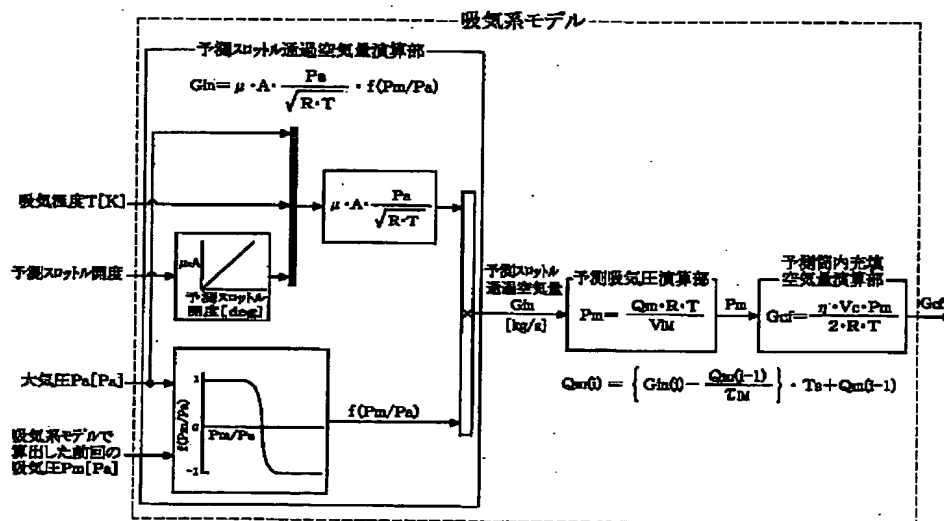 吸気系モデル
予測スロットル通過空気量演算部
Gin=μ・A・Pa/√R・T・f(Pm/Pa)
吸気温度T[K]
μ・A・Pa/√R・T
予測スロットル開度
μ・A
予測スロットル
開度[deg]
予測スロットル
通過空気量
Gin
[kg/s]
予測吸気圧演算部
Pm=Qm・R・T/VIM
Pm
予測筒内充填
空気量演算部
Gcf=η・Vc・Pm/2・R・T
Gcf
Qm(i)={Gin(i)-Qm(i-1)/τIM}・Ts+Qm(i-1)
大気圧Pa[Pa]
吸気系モデルで
算出した前回の
吸気圧Pm[Pa]
f(Pm/Pa)
1
0
-1
Pm/Pa
f(Pm/Pa)